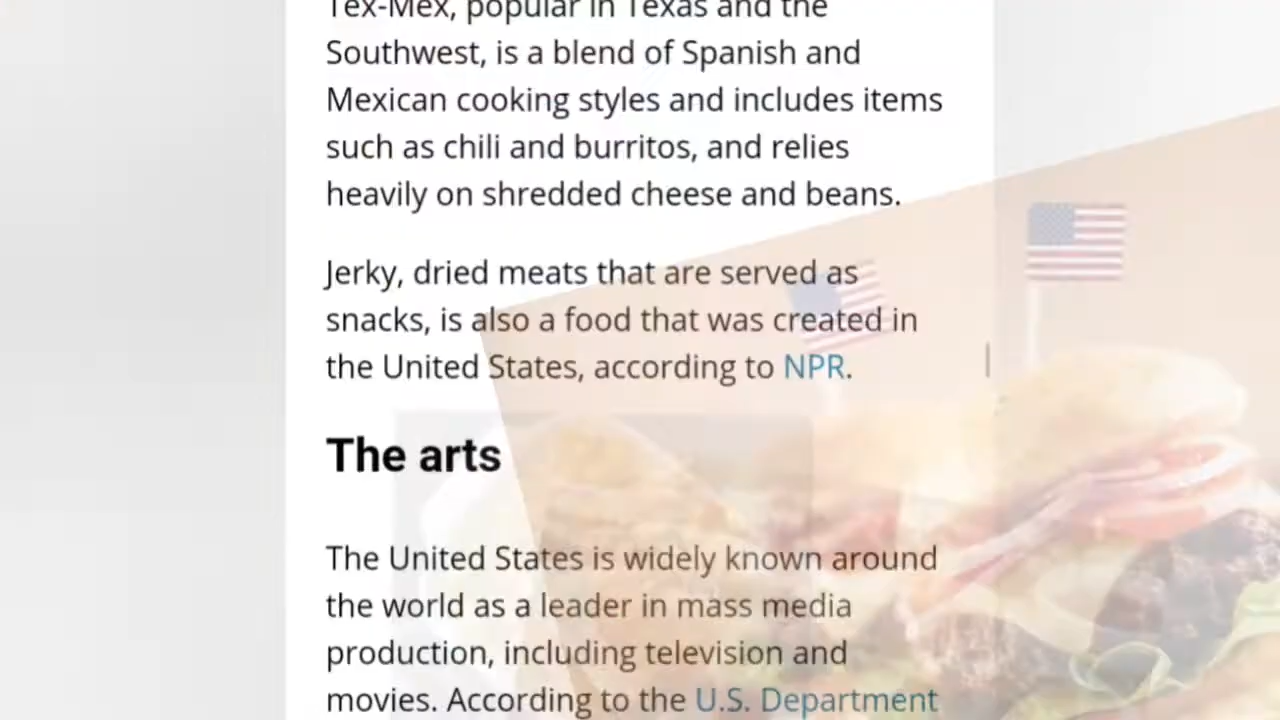 Tex-Mex, popular in Texas and the
Southwest, is a blend of Spanish and
Mexican cooking styles and includes items
such as chili and burritos, and relies
heavily on shredded cheese and beans.
Jerky, dried meats that are served as
snacks, is also a food that was created in
the United States, according to NPR.
The arts
The United States is widely known around
the world as a leader in mass media
production, including television and
movies. According to the U.S. Department